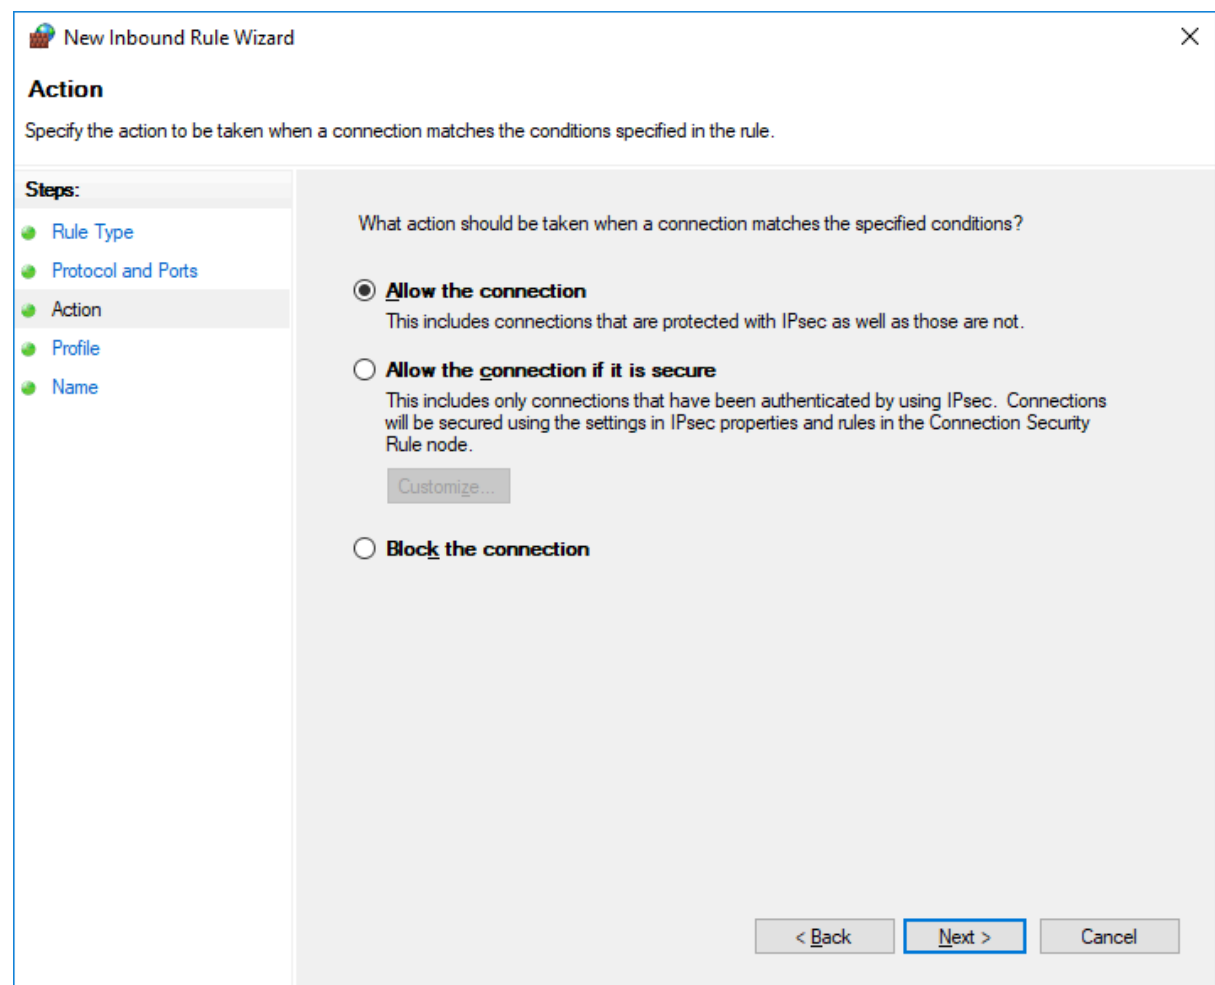 New Inbound Rule Wizard
Action
Specify the action to be taken when a connection matches the conditions specified in the rule.
Steps:
Rule Type
Protocol and Ports
Action
Profile
Name
What action should be taken when a connection matches the specified conditions?
Allow the connection
This includes connections that are protected with IPsec as well as those are not.
Allow the connection if it is secure
This includes only connections that have been authenticated by using IPsec. Connections
will be secured using the settings in IPsec properties and rules in the Connection Security
Rule node.
Customize...
Block the connection
< Back
Next >
Cancel